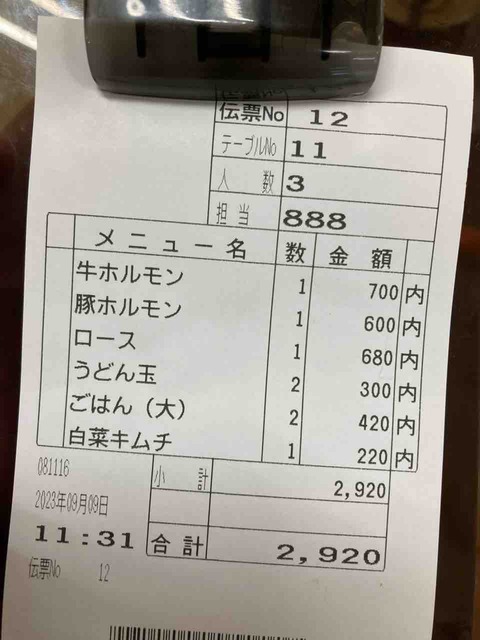 伝票No 12
テーブルNo 11
人数 3
担当 888
メニュー名 数 金額
牛ホルモン 1 700 内
豚ホルモン 1 600 内
ロース 1 680 内
うどん玉 2 300 内
ごはん（大） 2 420 内
白菜キムチ 1 220 内
081116 小計 2,920
2023年09月09日
11:31 合計 2,920
伝票No 12